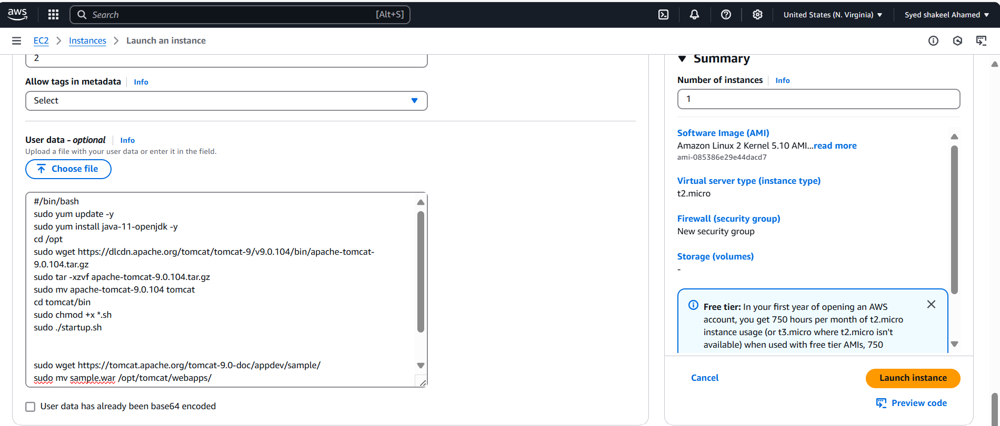 aws
Search [Alt+S]
United States (N. Virginia)
Syed shakeel Ahamed
EC2 Instances Launch an instance
2
Allow tags in metadata Info
Select
User data - optional Info
Upload a file with your user data or enter it in the field.
Choose file
#/bin/bash
sudo yum update -y
sudo yum install java-11-openjdk -y
cd /opt
sudo wget https://dlcdn.apache.org/tomcat/tomcat-9/v9.0.104/bin/apache-tomcat-
9.0.104.tar.gz
sudo tar -xzvf apache-tomcat-9.0.104.tar.gz
sudo mv apache-tomcat-9.0.104 tomcat
cd tomcat/bin
sudo chmod +x *.sh
sudo ./startup.sh
sudo wget https://tomcat.apache.org/tomcat-9.0-doc/appdev/sample/
sudo mv sample.war /opt/tomcat/webapps/
User data has already been base64 encoded
Summary
Number of instances Info
1
Software Image (AMI)
Amazon Linux 2 Kernel 5.10 AMI...read more
ami-085386e29e44dacd7
Virtual server type (instance type)
t2.micro
Firewall (security group)
New security group
Storage (volumes)
-
Free tier: In your first year of opening an AWS
account, you get 750 hours per month of t2.micro
instance usage (or t3.micro where t2.micro isn't
available) when used with free tier AMIs, 750
Cancel
Launch instance
Preview code